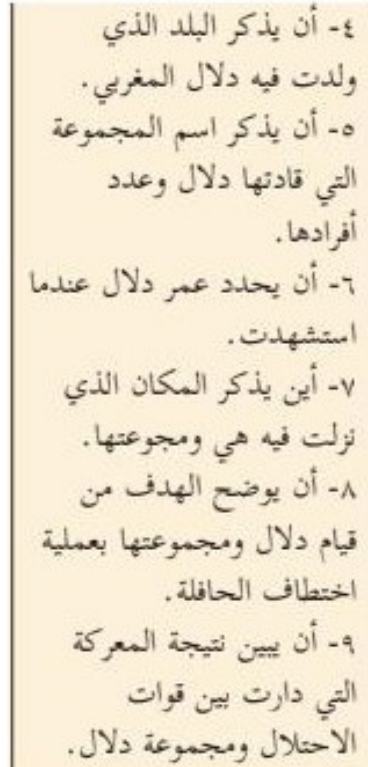 ٤- أن يذكر البلد الذي
ولدت فيه دلال المغربي.
٥- أن يذكر اسم المجموعة
التي قادتها دلال وعدد
أفرادها.
٦- أن يحدد عمر دلال عندما
استشهدت.
٧- أين يذكر المكان الذي
نزلت فيه هي ومجوعتها.
٨- أن يوضح الهدف من
قيام دلال ومجموعتها بعملية
اختطاف الحافلة.
٩- أن يبين نتيجة المعركة
التي دارت بين قوات
الاحتلال ومجموعة دلال.